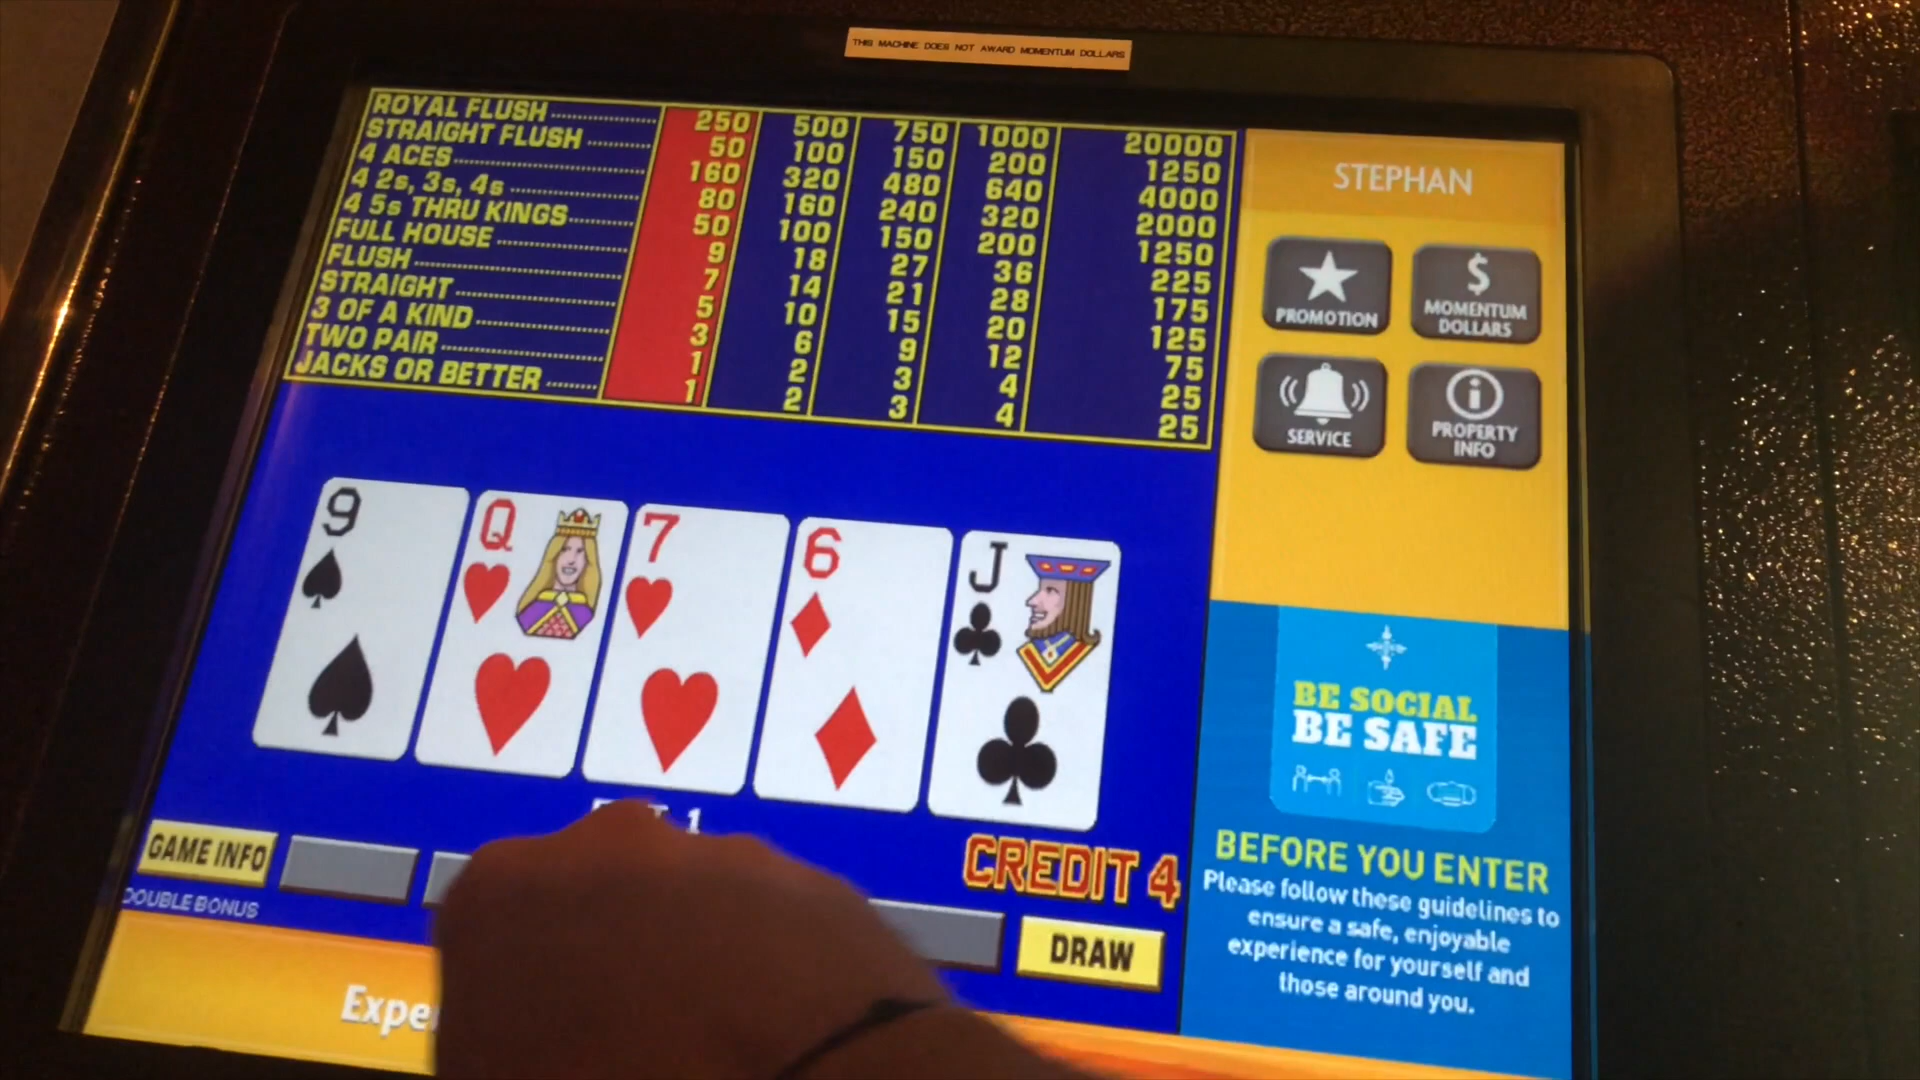 THIS MACHINE DOES NOT AWARD MOMENTUM DOLLARS
ROYAL FLUSH 250 500 750 1000 20000
STRAIGHT FLUSH 50 100 150 200 1250
4 ACES 160 320 480 640 4000
4 2s, 3s, 4s 80 160 240 320 2000
4 5s THRU KINGS 50 100 150 200 1250
FULL HOUSE 9 18 27 36 225
FLUSH 7 14 21 28 175
STRAIGHT 5 10 15 20 125
3 OF A KIND 3 6 9 12 75
TWO PAIR 1 2 3 4 25
JACKS OR BETTER 1 2 3 4 25
STEPHAN
PROMOTION
$
MOMENTUM
DOLLARS
SERVICE
PROPERTY
INFO
9
Q
7
6
J
1
CREDIT 4
GAME INFO
DRAW
DOUBLE BONUS
BE SOCIAL
BE SAFE
BEFORE YOU ENTER
Please follow these guidelines to
ensure a safe, enjoyable
experience for yourself and
those around you.